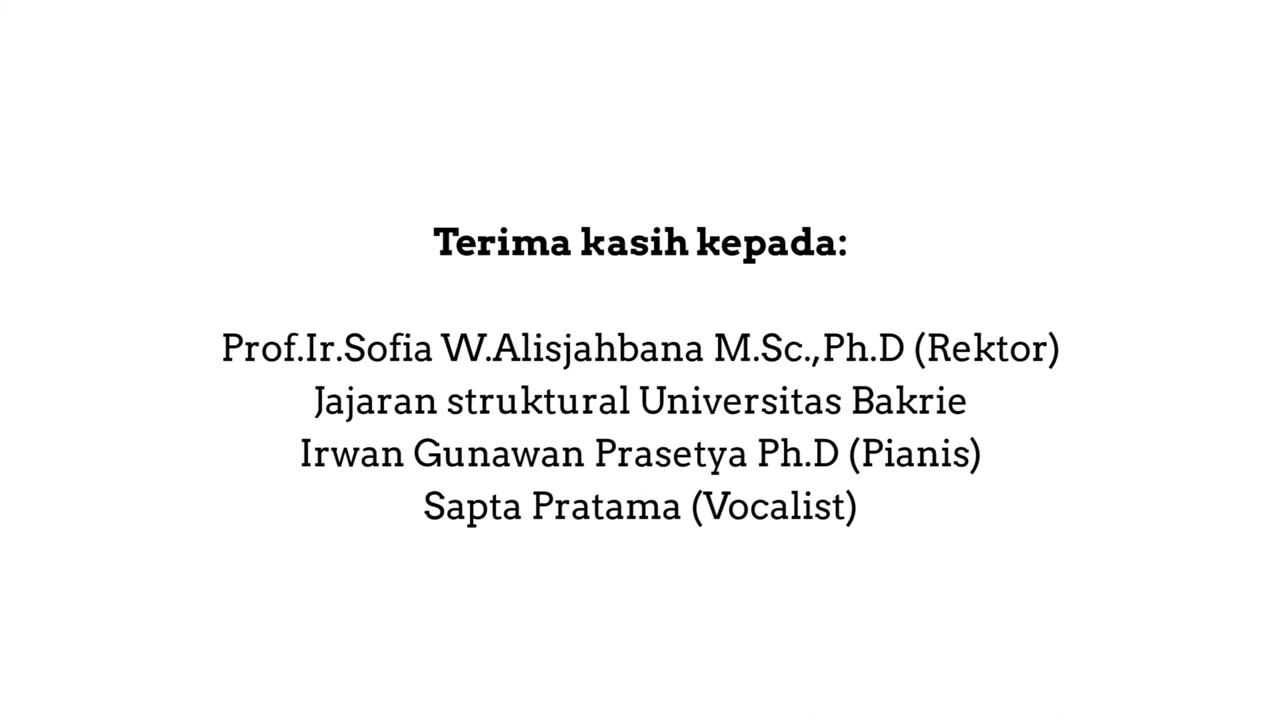 Terima kasih kepada:
Prof.Ir.Sofia W.Alisjahbana M.Sc.,Ph.D (Rektor)
Jajaran struktural Universitas Bakrie
Irwan Gunawan Prasetya Ph.D (Pianis)
Sapta Pratama (Vocalist)